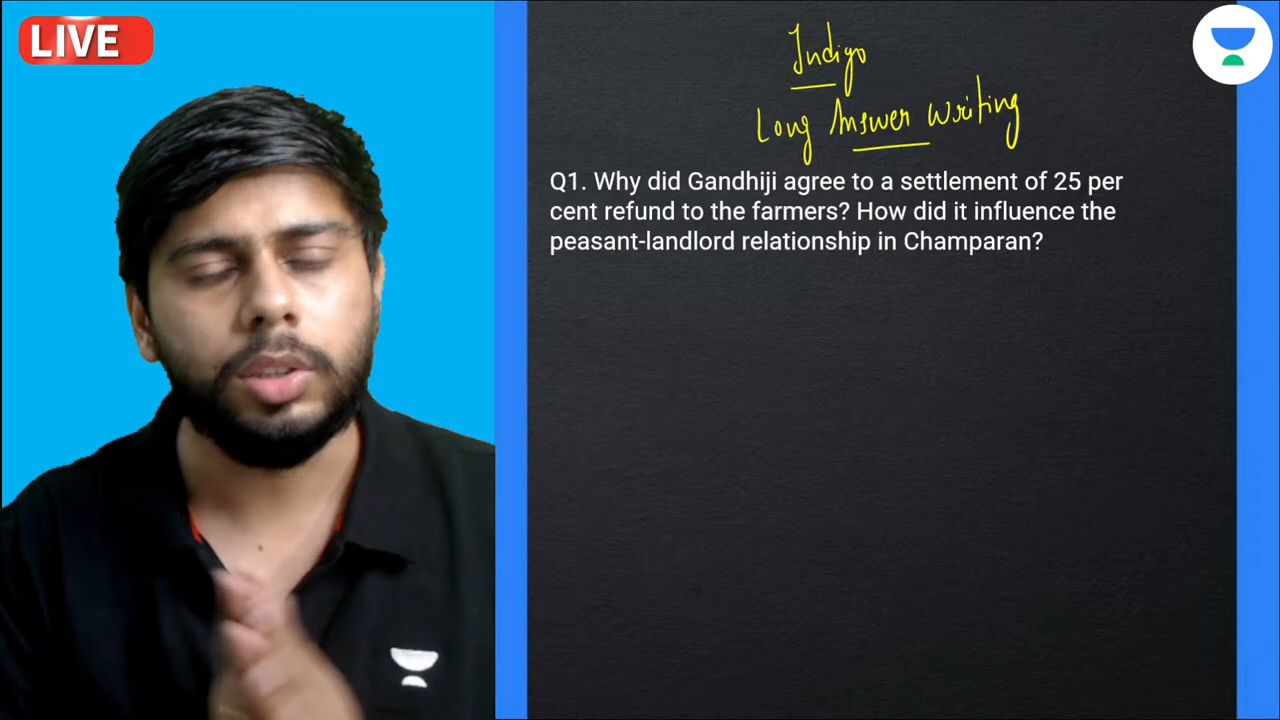 LIVE
Indigo
Long Answer Writing
Q1. Why did Gandhiji agree to a settlement of 25 per
cent refund to the farmers? How did it influence the
peasant-landlord relationship in Champaran?